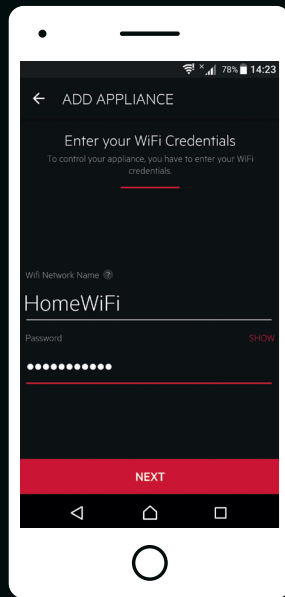 78% 14:23
ADD APPLIANCE
Enter your WiFi Credentials
To control your appliance, you have to enter your WiFi
credentials.
Wifi Network Name ?
HomeWiFi
Password SHOW
•••••••••••
NEXT